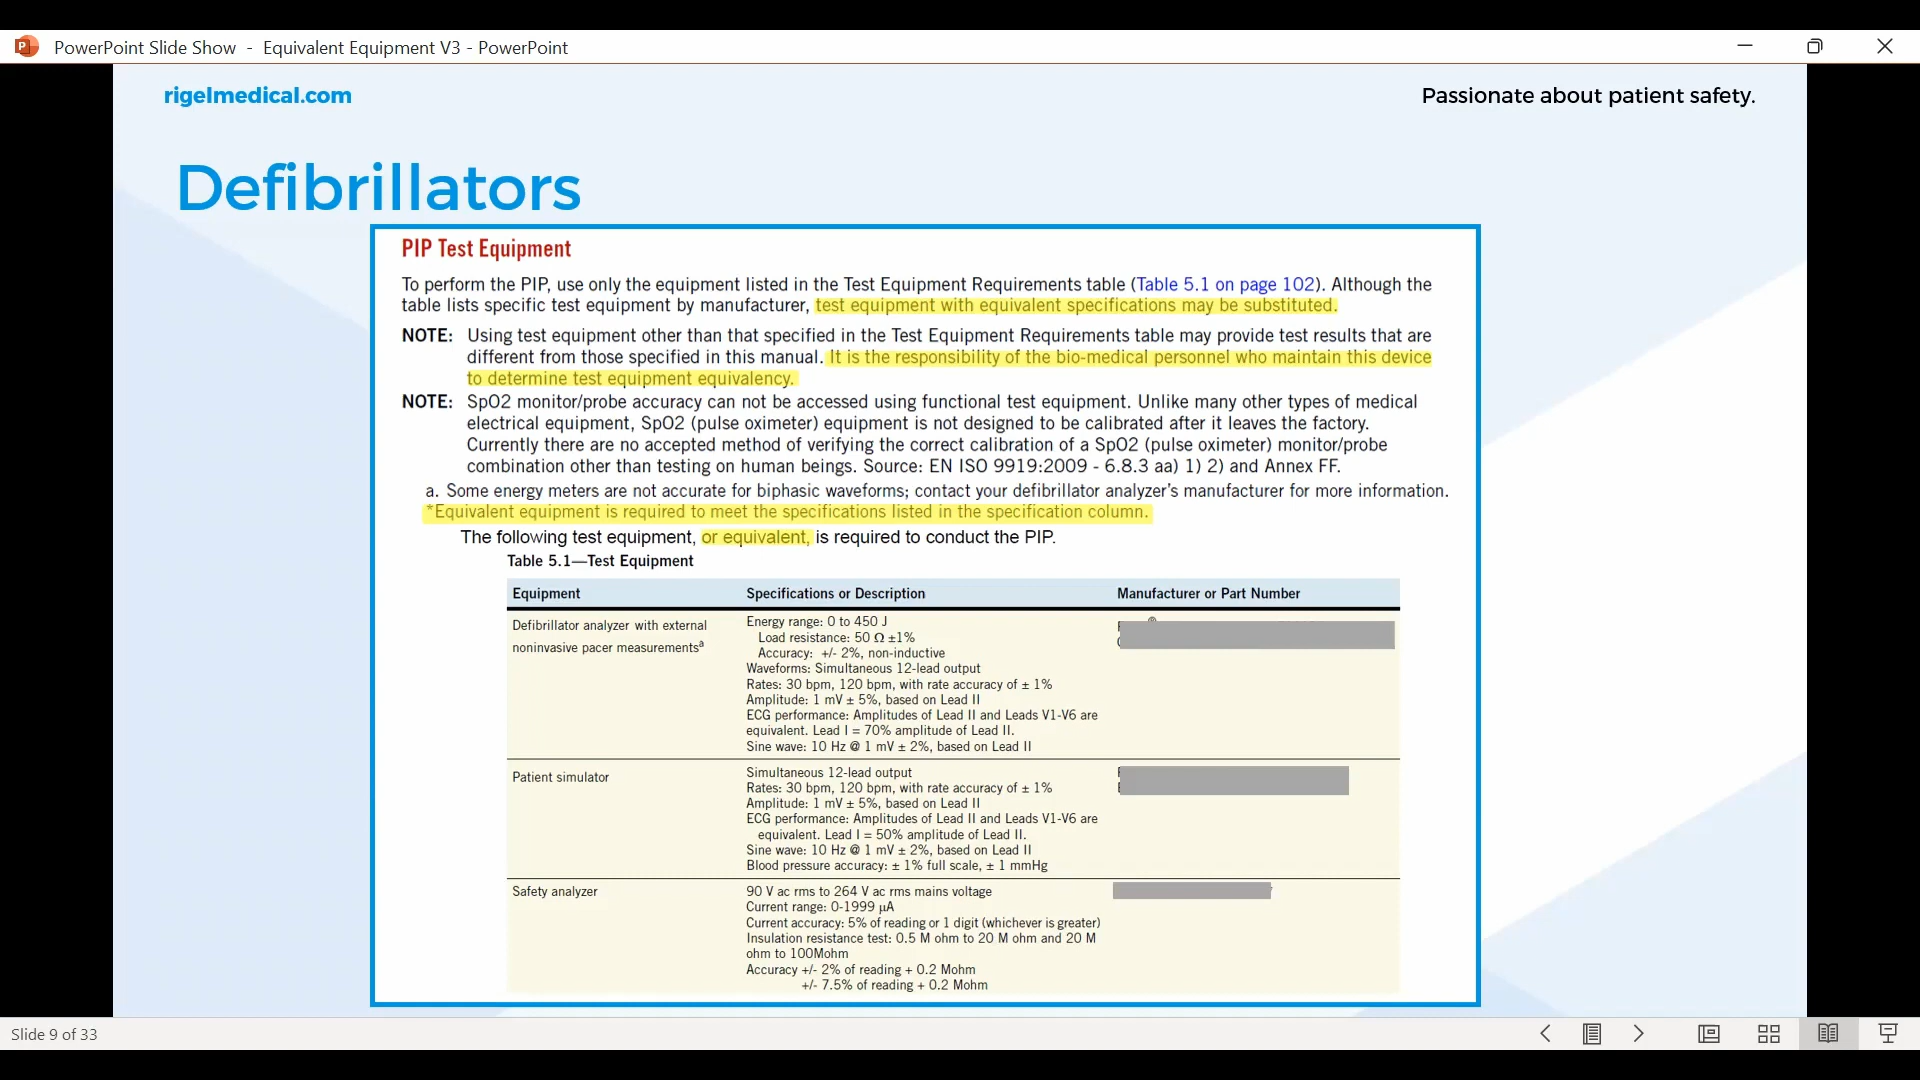 PowerPoint Slide Show - Equivalent Equipment V3 - PowerPoint
rigelmedical.com
Passionate about patient safety.
Defibrillators
PIP Test Equipment
To perform the PIP, use only the equipment listed in the Test Equipment Requirements table (Table 5.1 on page 102). Although the
table lists specific test equipment by manufacturer, test equipment with equivalent specifications may be substituted.
NOTE: Using test equipment other than that specified in the Test Equipment Requirements table may provide test results that are
different from those specified in this manual. It is the responsibility of the bio-medical personnel who maintain this device
to determine test equipment equivalency.
NOTE: SpO2 monitor/probe accuracy can not be accessed using functional test equipment. Unlike many other types of medical
electrical equipment, SpO2 (pulse oximeter) equipment is not designed to be calibrated after it leaves the factory.
Currently there are no accepted method of verifying the correct calibration of a SpO2 (pulse oximeter) monitor/probe
combination other than testing on human beings. Source: EN ISO 9919:2009 - 6.8.3 aa) 1) 2) and Annex FF.
a. Some energy meters are not accurate for biphasic waveforms; contact your defibrillator analyzer's manufacturer for more information.
*Equivalent equipment is required to meet the specifications listed in the specification column.
The following test equipment, or equivalent, is required to conduct the PIP.
Table 5.1—Test Equipment
Equipment Specifications or Description Manufacturer or Part Number
Defibrillator analyzer with external
noninvasive pacer measurementsa
Energy range: 0 to 450 J
Load resistance: 50 Ω ±1%
Accuracy: +/- 2%, non-inductive
Waveforms: Simultaneous 12-lead output
Rates: 30 bpm, 120 bpm, with rate accuracy of ± 1%
Amplitude: 1 mV ± 5%, based on Lead II
ECG performance: Amplitudes of Lead II and Leads V1-V6 are
equivalent. Lead I = 70% amplitude of Lead II.
Sine wave: 10 Hz @ 1 mV ± 2%, based on Lead II
Patient simulator
Simultaneous 12-lead output
Rates: 30 bpm, 120 bpm, with rate accuracy of ± 1%
Amplitude: 1 mV ± 5%, based on Lead II
ECG performance: Amplitudes of Lead II and Leads V1-V6 are
equivalent. Lead I = 50% amplitude of Lead II.
Sine wave: 10 Hz @ 1 mV ± 2%, based on Lead II
Blood pressure accuracy: ± 1% full scale, ± 1 mmHg
Safety analyzer
90 V ac rms to 264 V ac rms mains voltage
Current range: 0-1999 µA
Current accuracy: 5% of reading or 1 digit (whichever is greater)
Insulation resistance test: 0.5 M ohm to 20 M ohm and 20 M
ohm to 100Mohm
Accuracy +/- 2% of reading + 0.2 Mohm
+/- 7.5% of reading + 0.2 Mohm
Slide 9 of 33